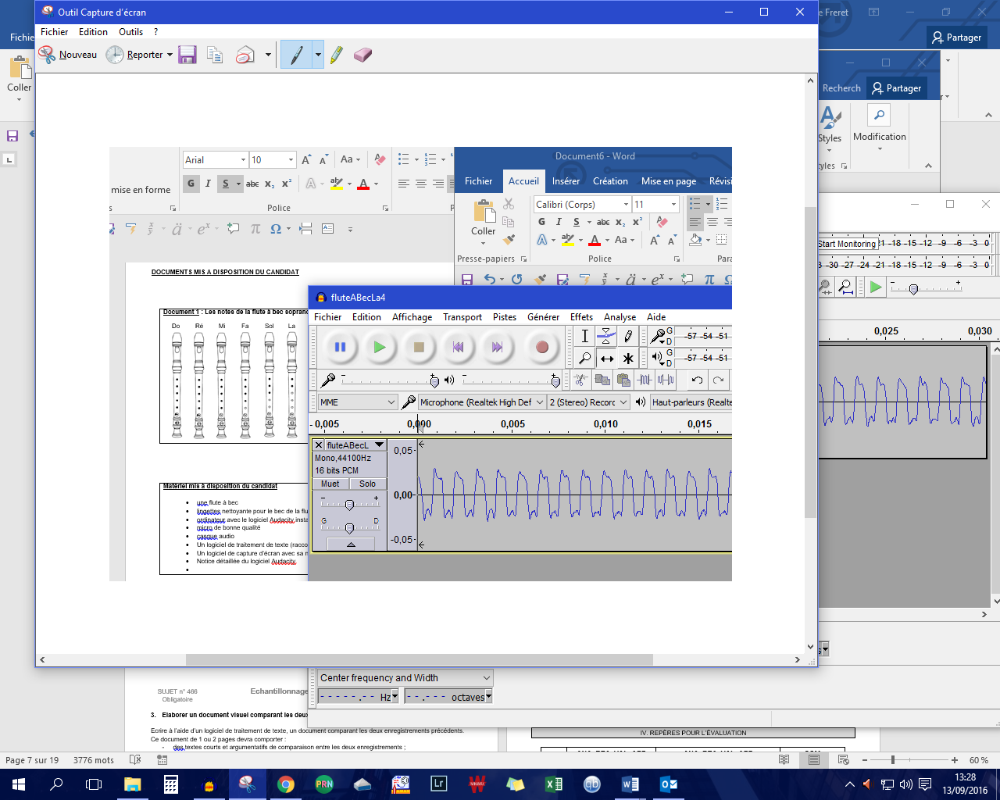 Outil Capture d'écran
Fichier Edition Outils ?
Nouveau Reporter
Fichie
Coller
e Freret
Partager
Recherch Partager
Styles Modification
tyles
Arial 10 Aa
G I S abc x₂ x²
mise en forme
Police
Document6 - Word
Fichier Accueil Insérer Création Mise en page Révisi
Calibri (Corps) 11
Coller G I S abc x₂ x²
A ab A Aa A A
Presse-papiers Police Para
DOCUMENTS MIS A DISPOSITION DU CANDIDAT
Document 1 : Les notes de la flute à bec soprano
Do Ré Mi Fa Sol La
Matériel mis à disposition du candidat
une flute à bec
lingettes nettoyante pour le bec de la flu
ordinateur avec le logiciel Audacity insta
micro de bonne qualité
casque audio
Un logiciel de traitement de texte (racco
Un logiciel de capture d'écran avec sa n
Notice détaillée du logiciel Audacity.
fluteABecLa4
Fichier Edition Affichage Transport Pistes Générer Effets Analyse Aide
G D -57 -54 -51
G D -57 -54 -51
MME Microphone (Realtek High Def 2 (Stereo) Recorc Haut-parleurs (Realte
- 0,005 0,000 0,005 0,010 0,015
fluteABecL
Mono,44100Hz
16 bits PCM
Muet Solo
- +
G D
0,05
0,00
-0,05
Start Monitoring 21 -18 -15 -12 -9 -6 -3 0
-30 -27 -24 -21 -18 -15 -12 -9 -6 -3 0
0,025 0,030
Center frequency and Width
Hz octaves
SUJET n° 466 Echantillonnage
Obligatoire
3. Elaborer un document visuel comparant les deux
Ecrire à l'aide d'un logiciel de traitement de texte, un document comparant les deux enregistrements précédents.
Ce document de 1 ou 2 pages devra comporter :
- des textes courts et argumentatifs de comparaison entre les deux enregistrements ;
IV. REPÈRES POUR L'ÉVALUATION
Page 7 sur 19 3776 mots 60 %
PRN Lr
13:28
13/09/2016